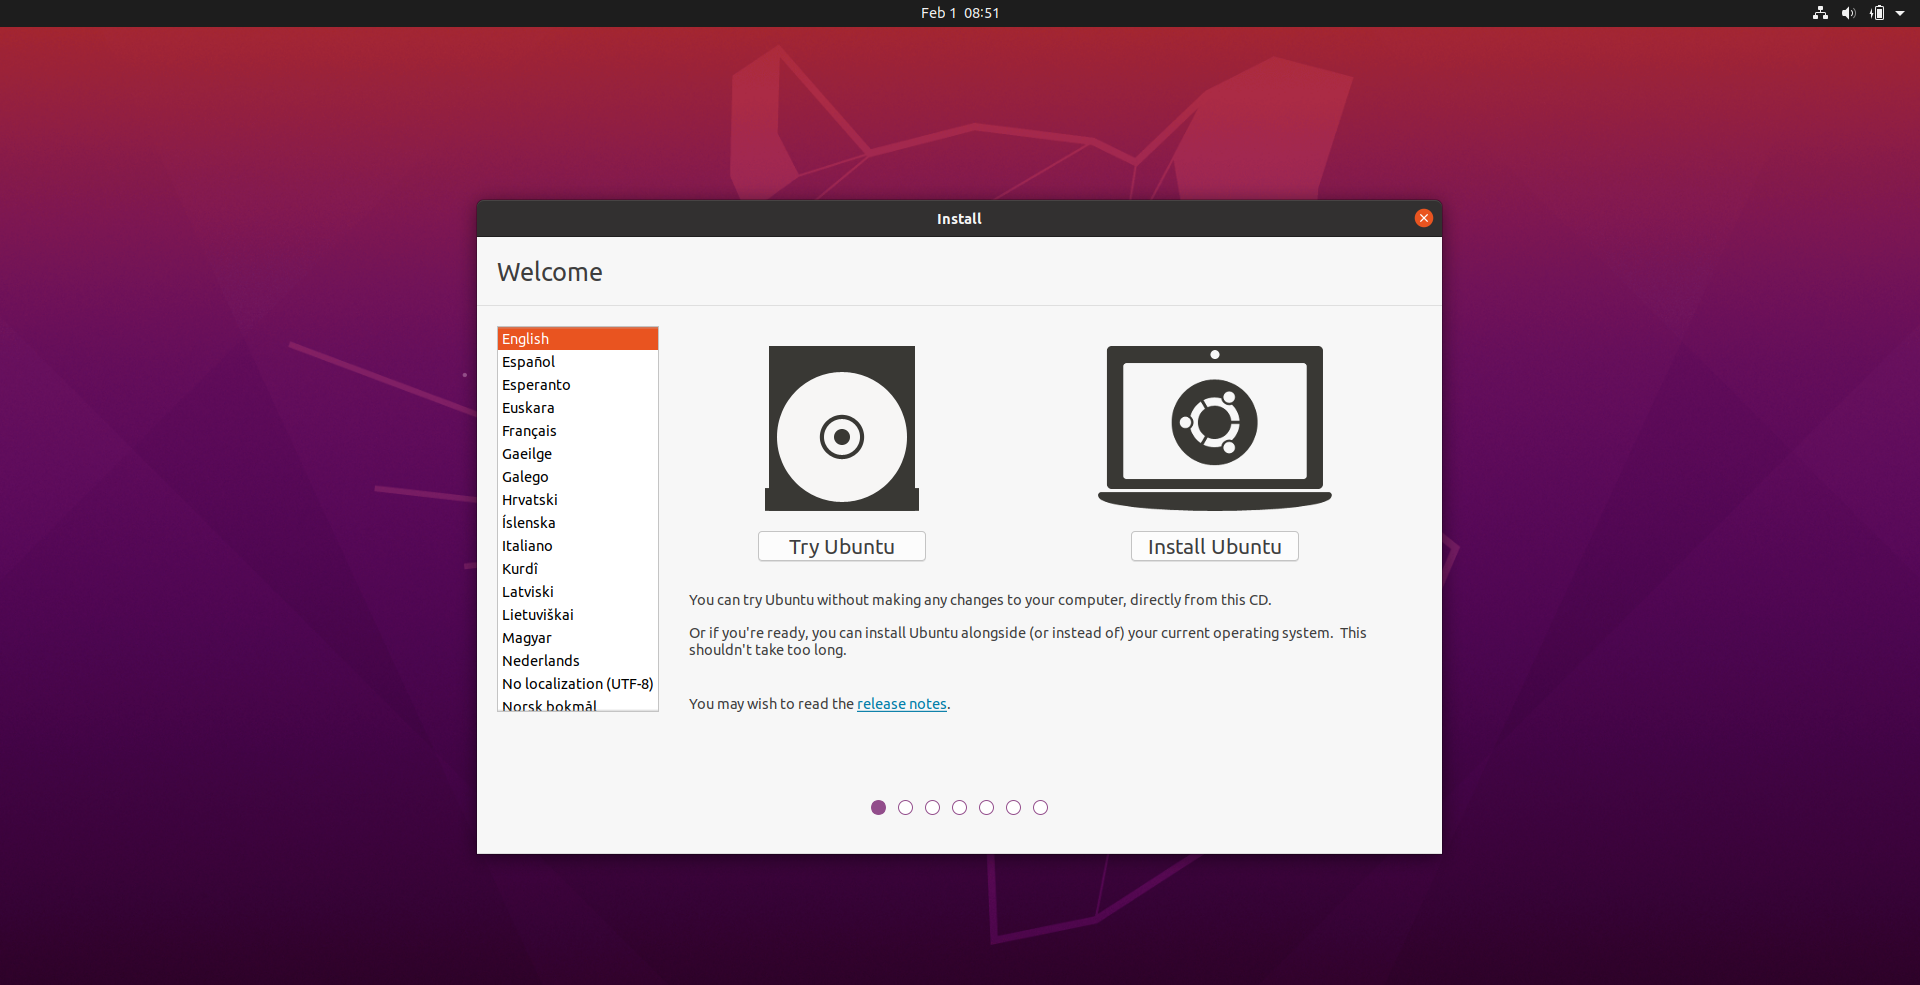 Feb 1 08:51
Install
Welcome
English
Español
Esperanto
Euskara
Français
Gaeilge
Galego
Hrvatski
Íslenska
Italiano
Kurdî
Latviski
Lietuviškai
Magyar
Nederlands
No localization (UTF-8)
Norsk bokmål
Try Ubuntu
Install Ubuntu
You can try Ubuntu without making any changes to your computer, directly from this CD.
Or if you're ready, you can install Ubuntu alongside (or instead of) your current operating system. This
shouldn't take too long.
You may wish to read the release notes.